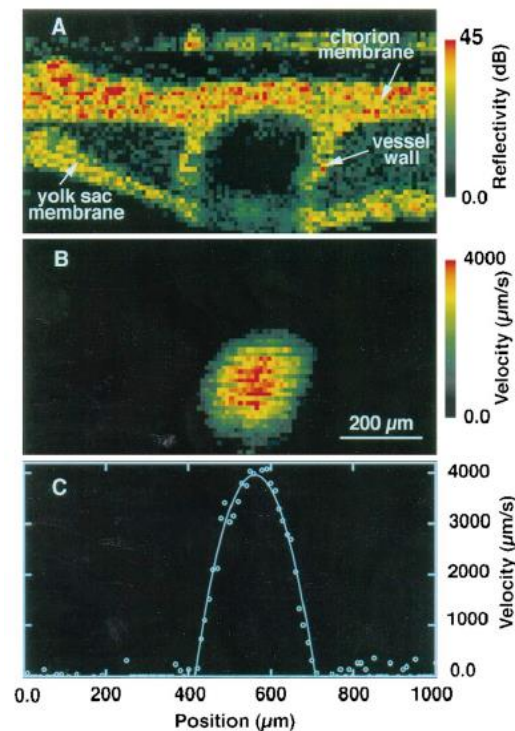 A
chorion
membrane
vessel
wall
yolk sac
membrane
45
0.0
Reflectivity (dB)
B
200 µm
4000
0.0
Velocity (µm/s)
C
4000
3000
2000
1000
0.0
Velocity (µm/s)
0.0 200 400 600 800 1000
Position (µm)